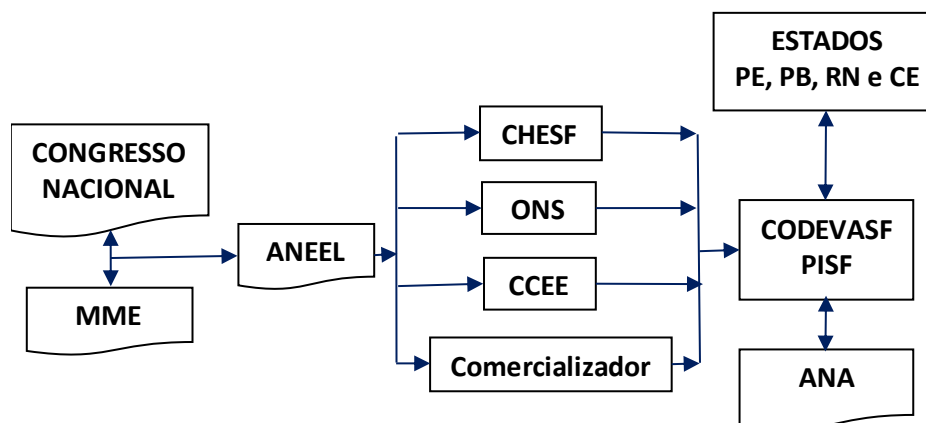 CONGRESSO
NACIONAL
MME
ANEEL
CHESF
ONS
CCEE
Comercializador
ESTADOS
PE, PB, RN e CE
CODEVASF
PISF
ANA